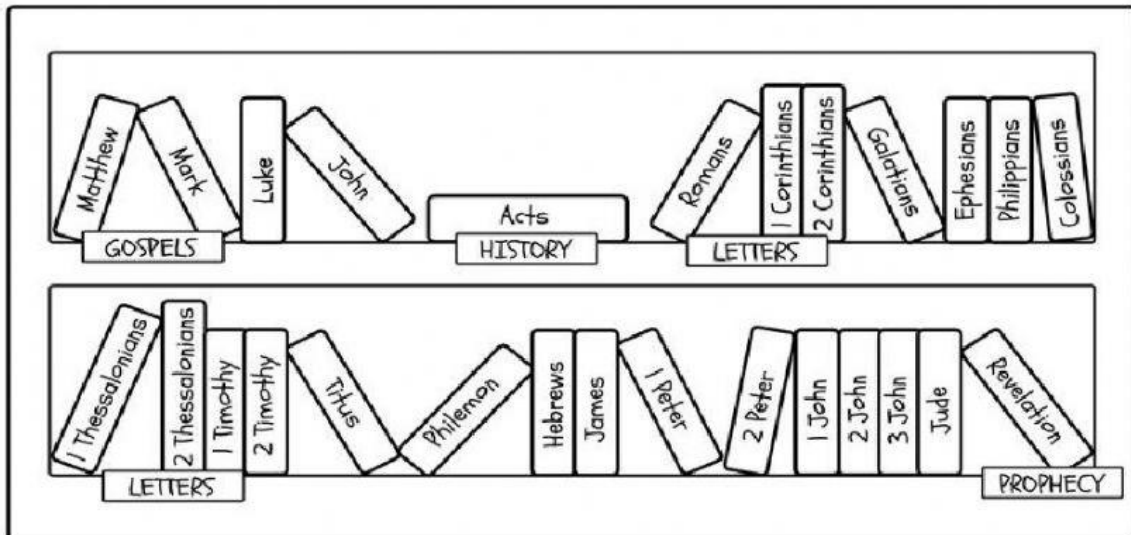 Matthew
Mark
Luke
John
Acts
Romans
1 Corinthians
2 Corinthians
Galatians
Ephesians
Philippians
Colossians
GOSPELS
HISTORY
LETTERS
1 Thessalonians
2 Thessalonians
1 Timothy
2 Timothy
Titus
Philemon
Hebrews
James
1 Peter
2 Peter
1 John
2 John
3 John
Jude
Revelation
LETTERS
PROPHECY